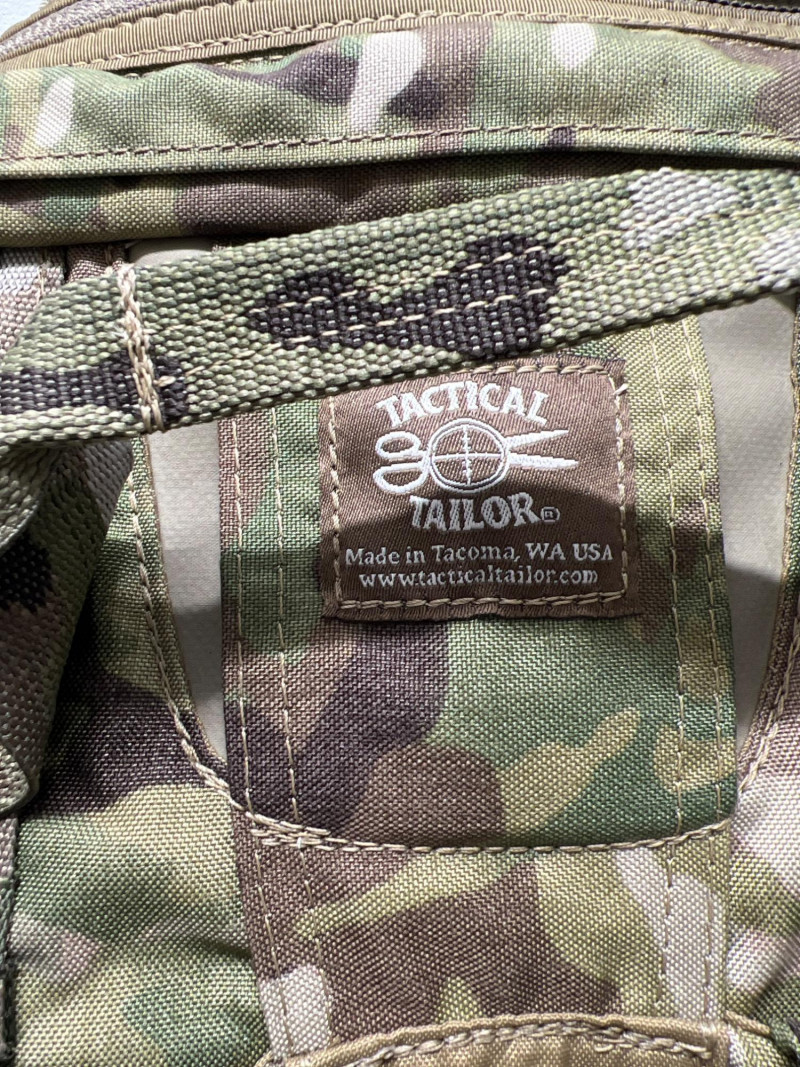 TACTICAL
TAILOR®
Made in Tacoma, WA USA
www.tacticaltailor.com